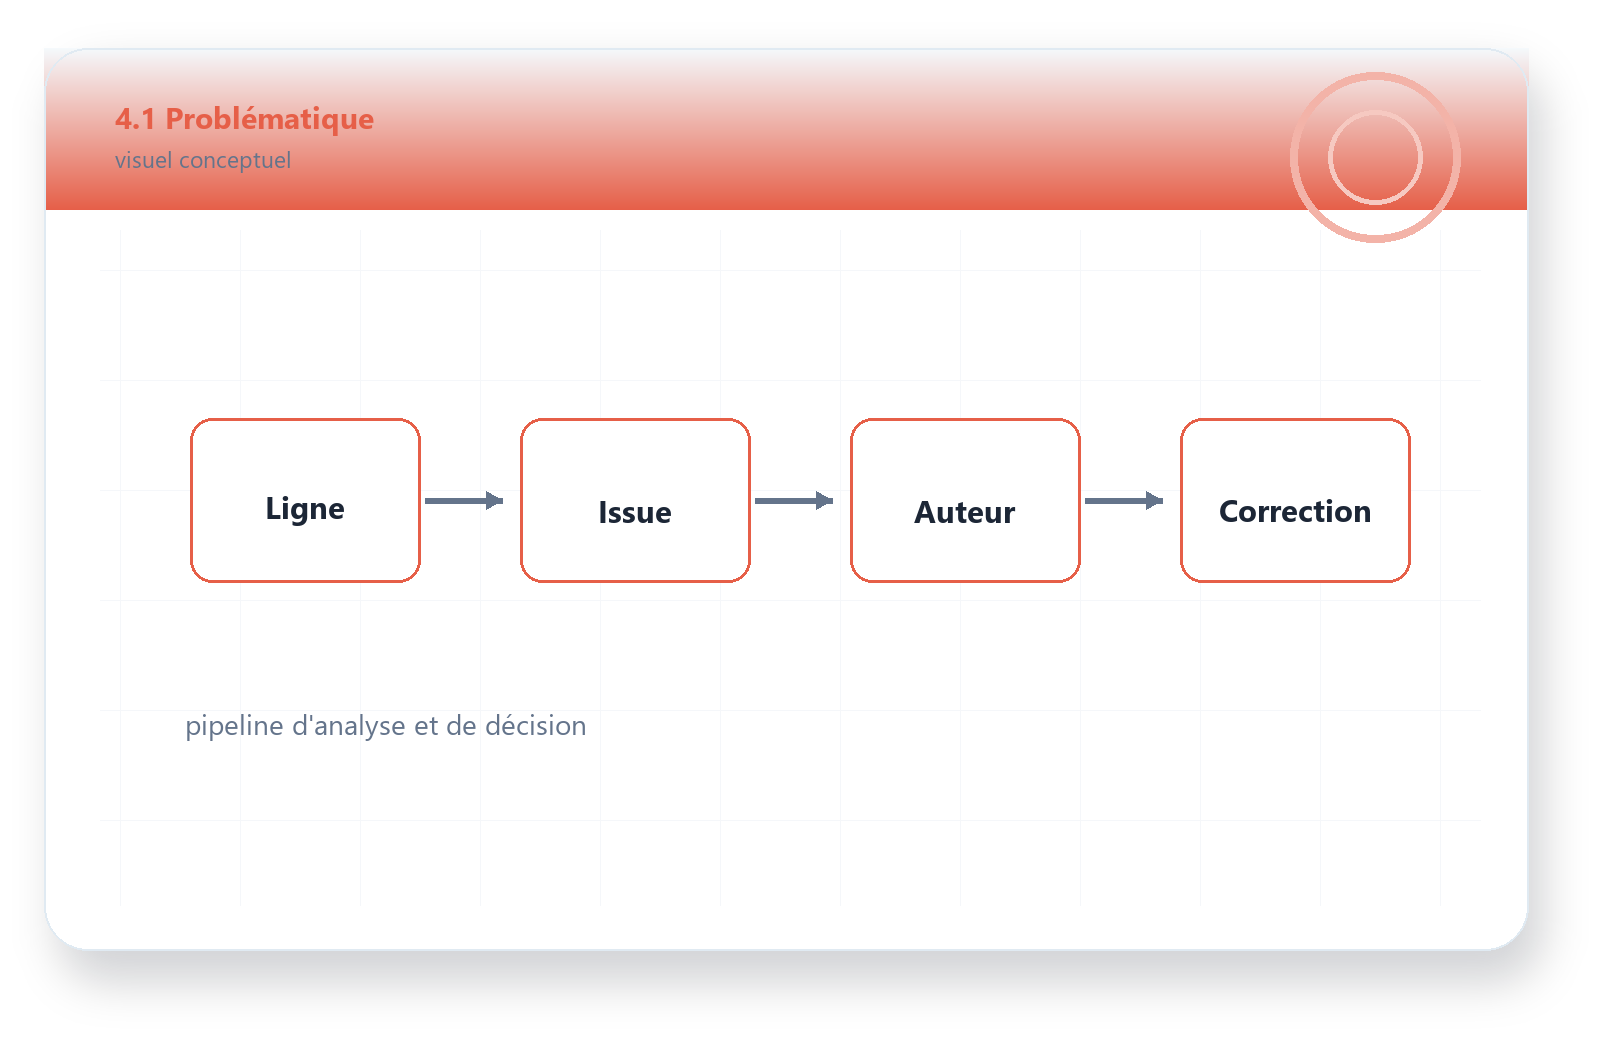 4.1 Problématique
visuel conceptuel
Ligne
Issue
Auteur
Correction
pipeline d'analyse et de décision